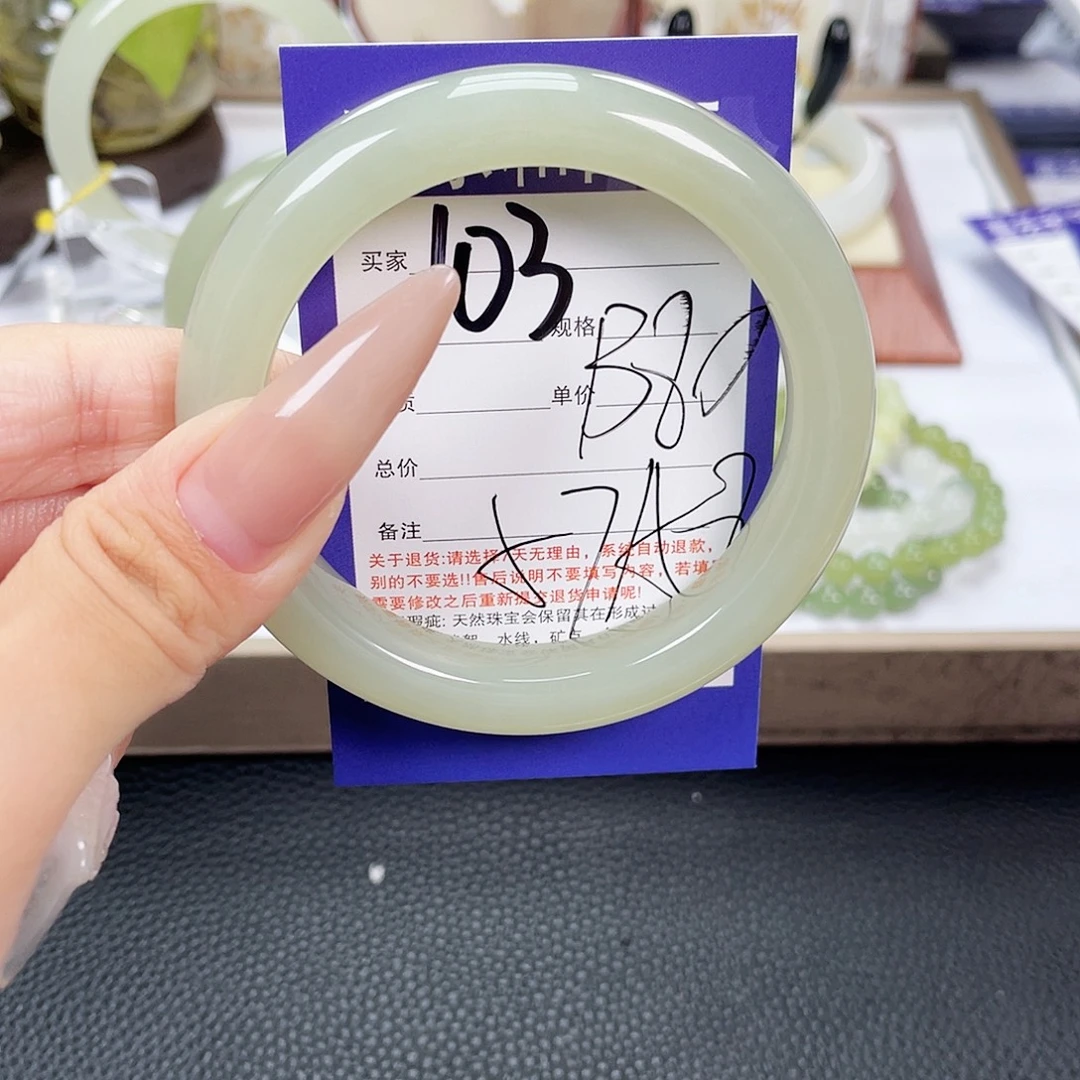 103
买家
规格 B80
单价
总价
备注
关于退货:请选择7天无理由，系统自动退款，
别的不要选!!售后说明不要填写内容，若填
需要修改之后重新提交退货申请呢!
瑕疵: 天然珠宝会保留其在形成过
水线，矿点